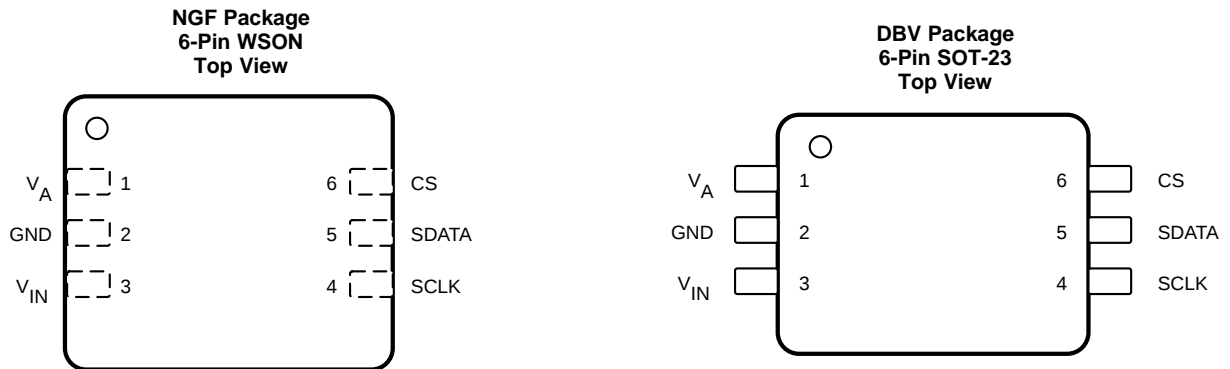 NGF Package
6-Pin WSON
Top View
VA 1 6 CS
GND 2 5 SDATA
VIN 3 4 SCLK
DBV Package
6-Pin SOT-23
Top View
VA 1 6 CS
GND 2 5 SDATA
VIN 3 4 SCLK